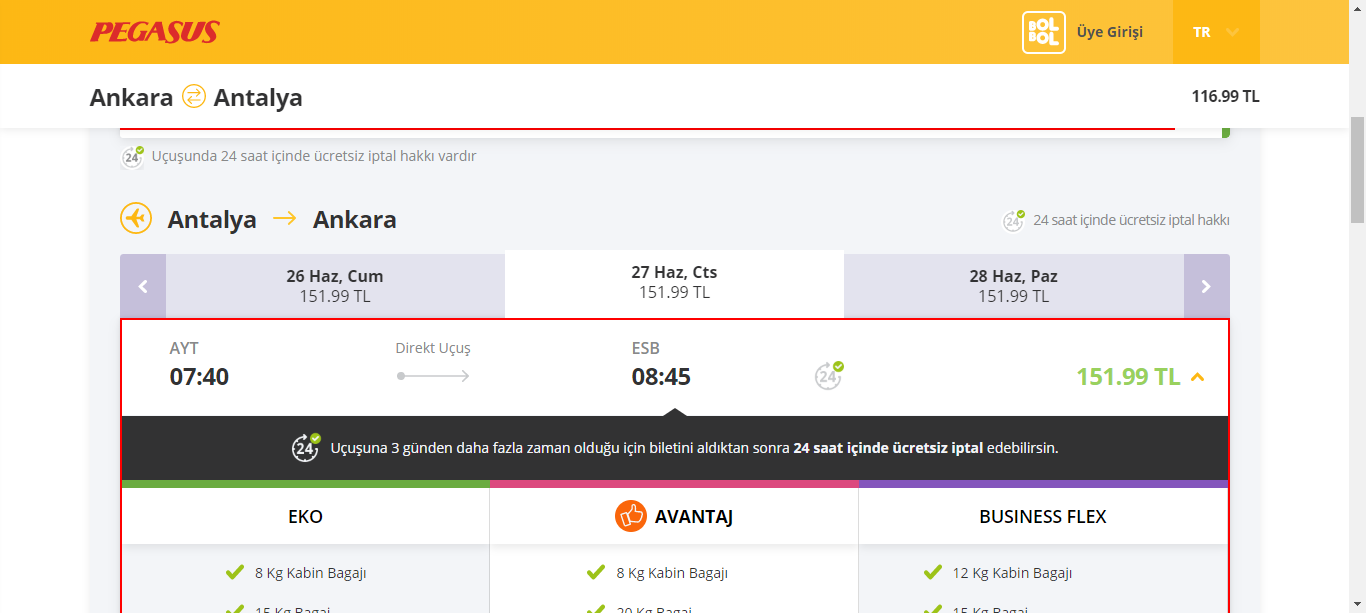 PEGASUS
BOL BOL
Üye Girişi
TR
Ankara Antalya
116.99 TL
24 Uçuşunda 24 saat içinde ücretsiz iptal hakkı vardır
Antalya → Ankara
24 24 saat içinde ücretsiz iptal hakkı
26 Haz, Cum
151.99 TL
27 Haz, Cts
151.99 TL
28 Haz, Paz
151.99 TL
AYT
07:40
Direkt Uçuş
ESB
08:45
24
151.99 TL
24 Uçuşuna 3 günden daha fazla zaman olduğu için biletini aldıktan sonra 24 saat içinde ücretsiz iptal edebilirsin.
EKO
AVANTAJ
BUSINESS FLEX
8 Kg Kabin Bagajı
8 Kg Kabin Bagajı
12 Kg Kabin Bagajı
15 Kg Bagaj
20 Kg Bagaj
15 Kg Bagaj